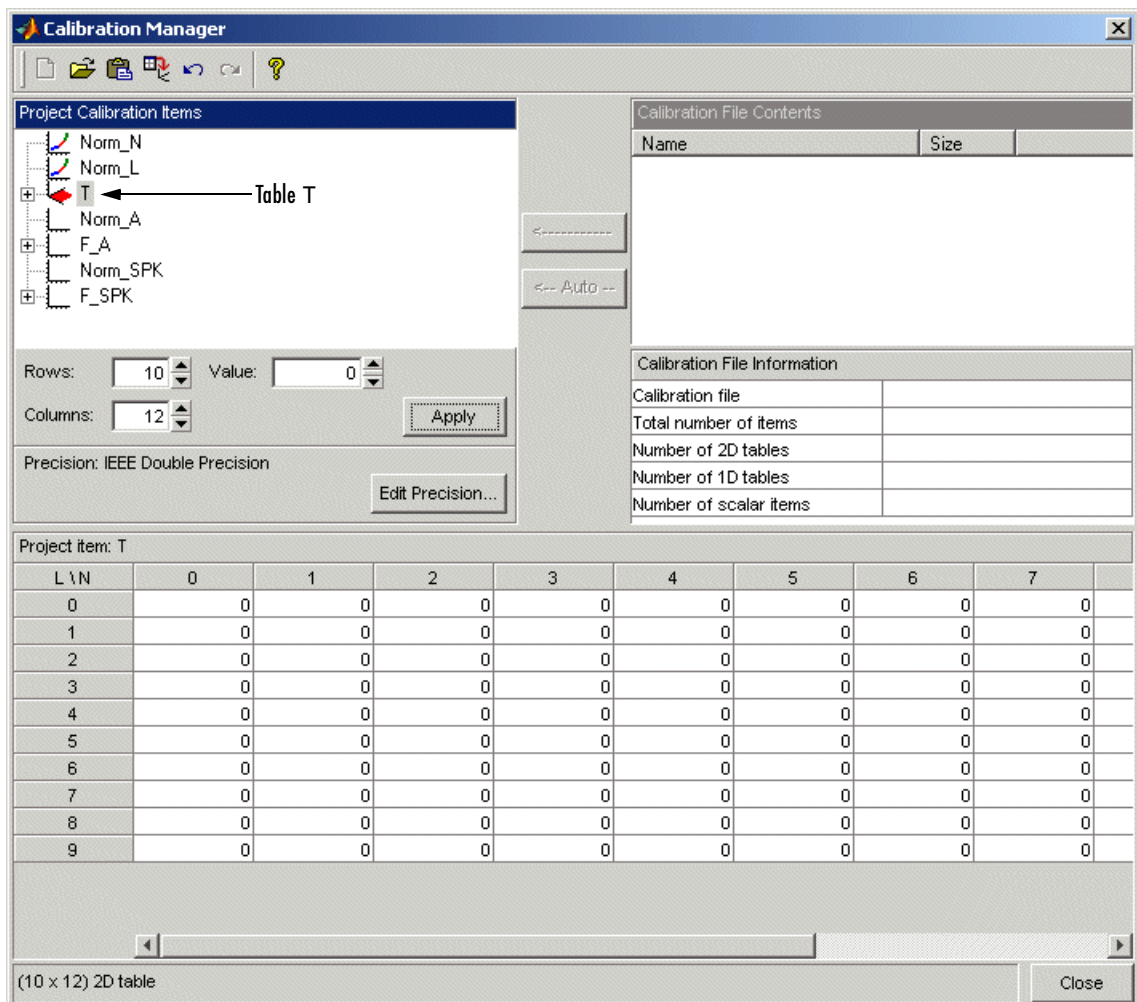 Calibration Manager
Project Calibration Items
Norm_N
Norm_L
T
Table T
Norm_A
F_A
Norm_SPK
F_SPK
<-----------
<-- Auto --
Calibration File Contents
Name Size
Rows: 10 Value: 0
Columns: 12 Apply
Precision: IEEE Double Precision
Edit Precision...
Calibration File Information
Calibration file
Total number of items
Number of 2D tables
Number of 1D tables
Number of scalar items
Project item: T
L \ N 0 1 2 3 4 5 6 7
0 0 0 0 0 0 0 0 0
1 0 0 0 0 0 0 0 0
2 0 0 0 0 0 0 0 0
3 0 0 0 0 0 0 0 0
4 0 0 0 0 0 0 0 0
5 0 0 0 0 0 0 0 0
6 0 0 0 0 0 0 0 0
7 0 0 0 0 0 0 0 0
8 0 0 0 0 0 0 0 0
9 0 0 0 0 0 0 0 0
(10 x 12) 2D table
Close